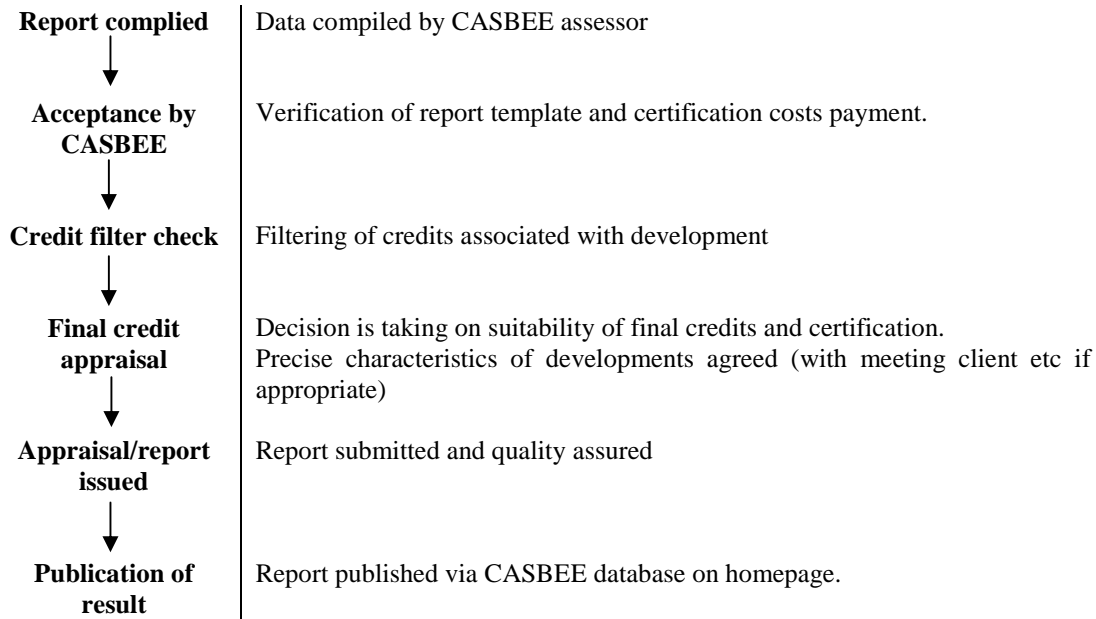 Report complied
Data compiled by CASBEE assessor
Acceptance by
CASBEE
Verification of report template and certification costs payment.
Credit filter check
Filtering of credits associated with development
Final credit
appraisal
Decision is taking on suitability of final credits and certification.
Precise characteristics of developments agreed (with meeting client etc if
appropriate)
Appraisal/report
issued
Report submitted and quality assured
Publication of
result
Report published via CASBEE database on homepage.